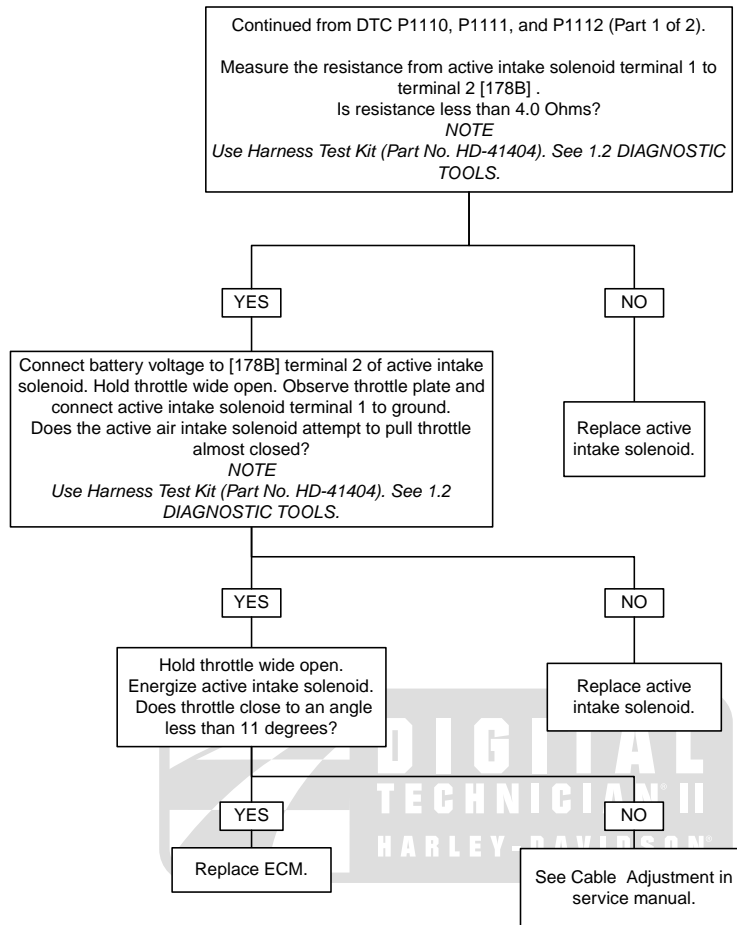 Continued from DTC P1110, P1111, and P1112 (Part 1 of 2).
Measure the resistance from active intake solenoid terminal 1 to
terminal 2 [178B] .
Is resistance less than 4.0 Ohms?
NOTE
Use Harness Test Kit (Part No. HD-41404). See 1.2 DIAGNOSTIC
TOOLS.
YES
NO
Connect battery voltage to [178B] terminal 2 of active intake
solenoid. Hold throttle wide open. Observe throttle plate and
connect active intake solenoid terminal 1 to ground.
Does the active air intake solenoid attempt to pull throttle
almost closed?
NOTE
Use Harness Test Kit (Part No. HD-41404). See 1.2
DIAGNOSTIC TOOLS.
Replace active
intake solenoid.
YES
NO
Hold throttle wide open.
Energize active intake solenoid.
Does throttle close to an angle
less than 11 degrees?
Replace active
intake solenoid.
DIGITAL
TECHNICIAN® II
HARLEY-DAVIDSON®
YES
NO
Replace ECM.
See Cable Adjustment in
service manual.